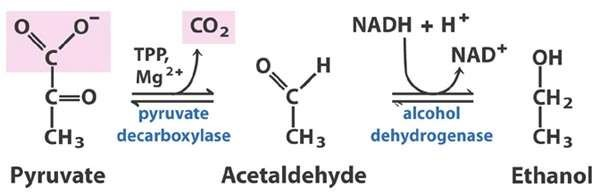 O O⁻
C
C=O
CH₃
Pyruvate
CO₂
TPP,
Mg²⁺
pyruvate
decarboxylase
O H
C
CH₃
Acetaldehyde
NADH + H⁺
NAD⁺
alcohol
dehydrogenase
OH
CH₂
CH₃
Ethanol